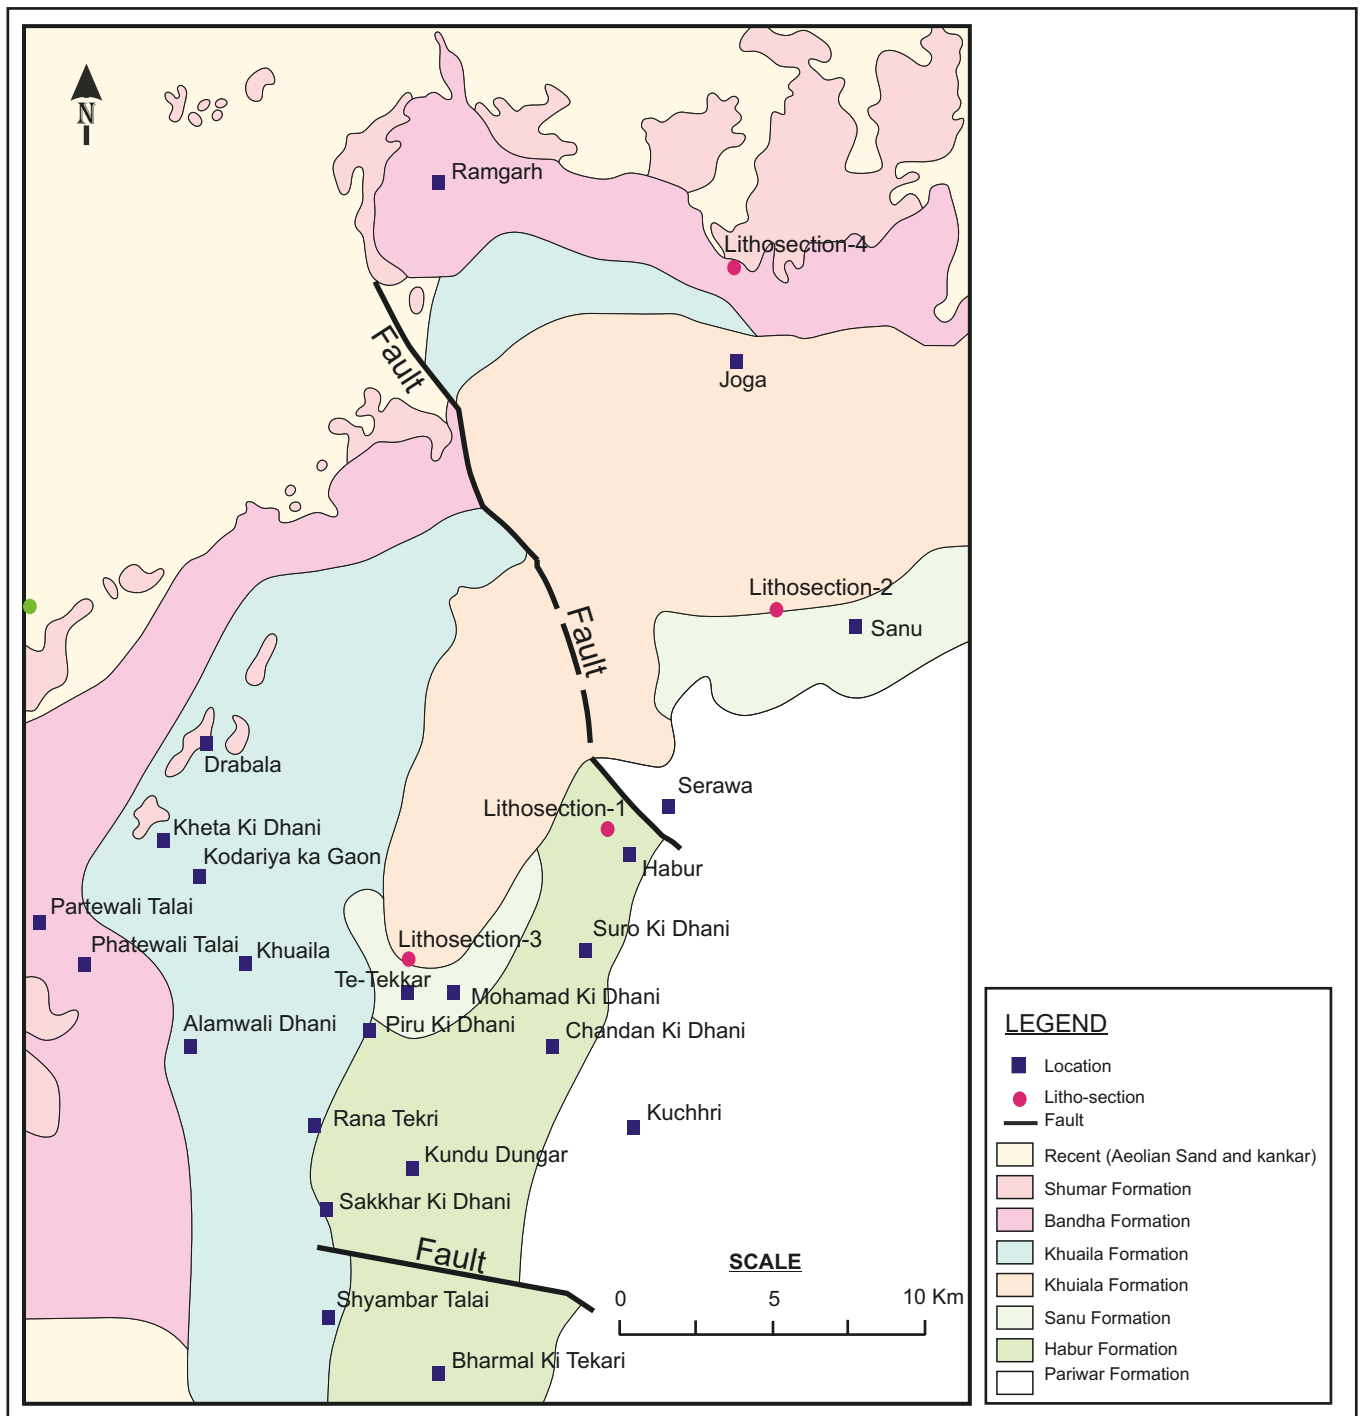 N
Ramgarh
Lithosection-4
Fault
Joga
Lithosection-2
Sanu
Fault
Drabala
Serawa
Lithosection-1
Kheta Ki Dhani
Kodariya ka Gaon
Habur
Partewali Talai
Suro Ki Dhani
Phatewali Talai
Khuaila
Lithosection-3
Te-Tekkar
Mohamad Ki Dhani
Alamwali Dhani
Piru Ki Dhani
Chandan Ki Dhani
Rana Tekri
Kuchhri
Kundu Dungar
Sakkhar Ki Dhani
Fault
Shyambar Talai
Bharmal Ki Tekari
SCALE
0 5 10 Km
LEGEND
Location
Litho-section
Fault
Recent (Aeolian Sand and kankar)
Shumar Formation
Bandha Formation
Khuaila Formation
Khuiala Formation
Sanu Formation
Habur Formation
Pariwar Formation